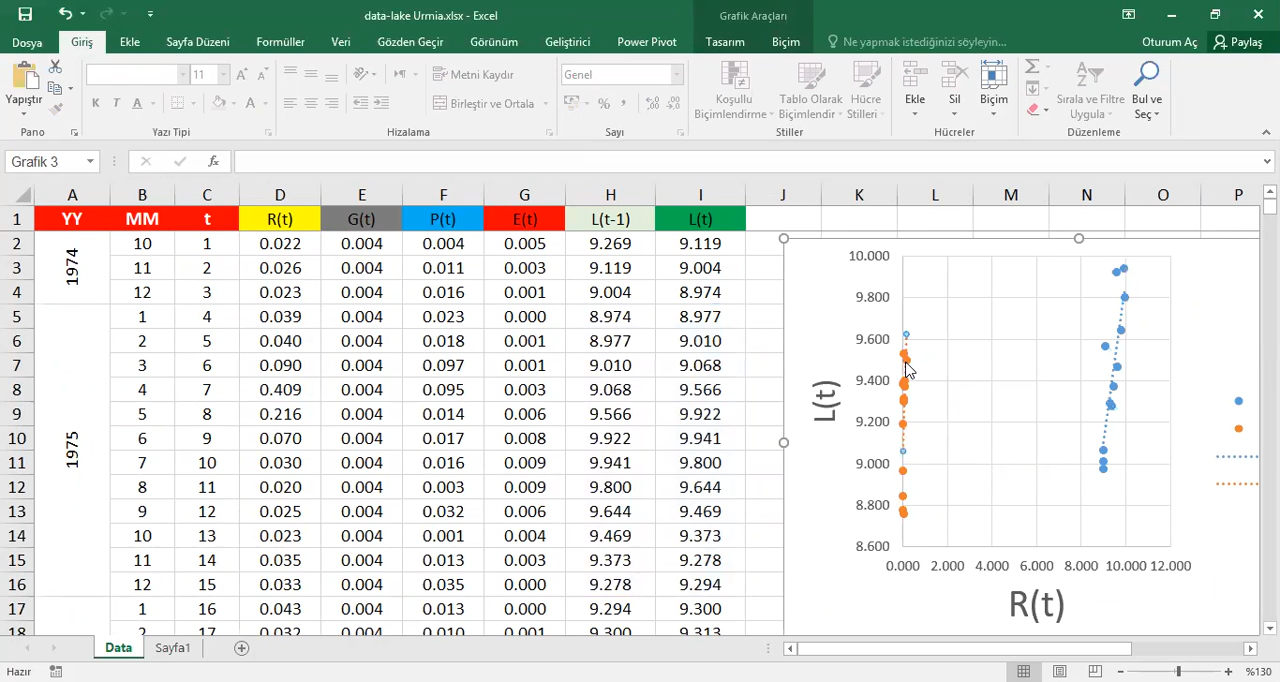 data-lake Urmia.xlsx - Excel
Grafik Araçları
Dosya Giriş Ekle Sayfa Düzeni Formüller Veri Gözden Geçir Görünüm Geliştirici Power Pivot Tasarım Biçim Ne yapmak istediğinizi söyleyin... Oturum Aç Paylaş
Yapıştır
11
K T A
Metni Kaydır
Birleştir ve Ortala
Genel
Koşullu Biçimlendirme
Tablo Olarak Biçimlendir
Hücre Stilleri
Ekle Sil Biçim
Sırala ve Filtre Uygula
Bul ve Seç
Pano Yazı Tipi Hizalama Sayı Stiller Hücreler Düzenleme
Grafik 3 fx
A B C D E F G H I J K L M N O P
1 YY MM t R(t) G(t) P(t) E(t) L(t-1) L(t)
2 10 1 0.022 0.004 0.004 0.005 9.269 9.119
3 1974 11 2 0.026 0.004 0.011 0.003 9.119 9.004
4 12 3 0.023 0.004 0.016 0.001 9.004 8.974
5 1 4 0.039 0.004 0.023 0.000 8.974 8.977
6 2 5 0.040 0.004 0.018 0.001 8.977 9.010
7 3 6 0.090 0.004 0.097 0.001 9.010 9.068
8 4 7 0.409 0.004 0.095 0.003 9.068 9.566
9 5 8 0.216 0.004 0.014 0.006 9.566 9.922
10 1975 6 9 0.070 0.004 0.017 0.008 9.922 9.941
11 7 10 0.030 0.004 0.016 0.009 9.941 9.800
12 8 11 0.020 0.004 0.003 0.009 9.800 9.644
13 9 12 0.025 0.004 0.032 0.006 9.644 9.469
14 10 13 0.023 0.004 0.001 0.004 9.469 9.373
15 11 14 0.035 0.004 0.013 0.003 9.373 9.278
16 12 15 0.033 0.004 0.035 0.000 9.278 9.294
17 1 16 0.043 0.004 0.013 0.000 9.294 9.300
18 2 17 0.032 0.004 0.010 0.001 9.300 9.313
10.000
9.800
9.600
9.400
9.200
9.000
8.800
8.600
L(t)
0.000 2.000 4.000 6.000 8.000 10.000 12.000
R(t)
Data Sayfa1
Hazır
%130